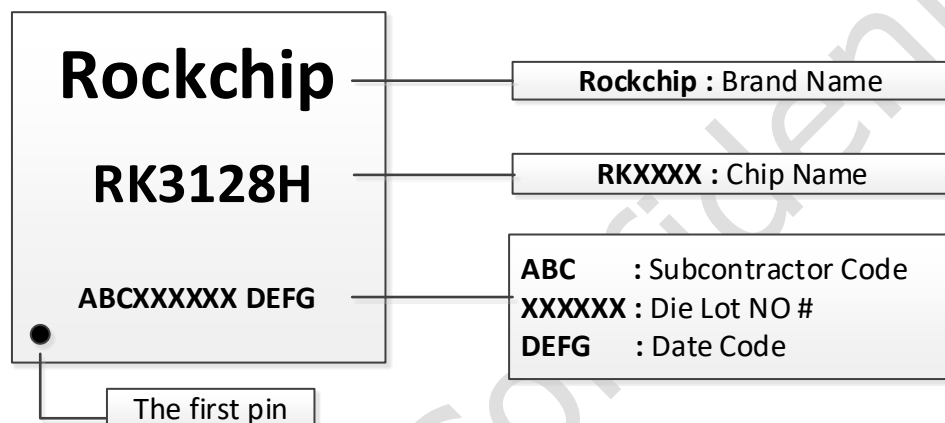 Rockchip
Rockchip : Brand Name
RK3128H
RKXXXX : Chip Name
ABCXXXXXX DEFG
ABC : Subcontractor Code
XXXXXX : Die Lot NO #
DEFG : Date Code
The first pin